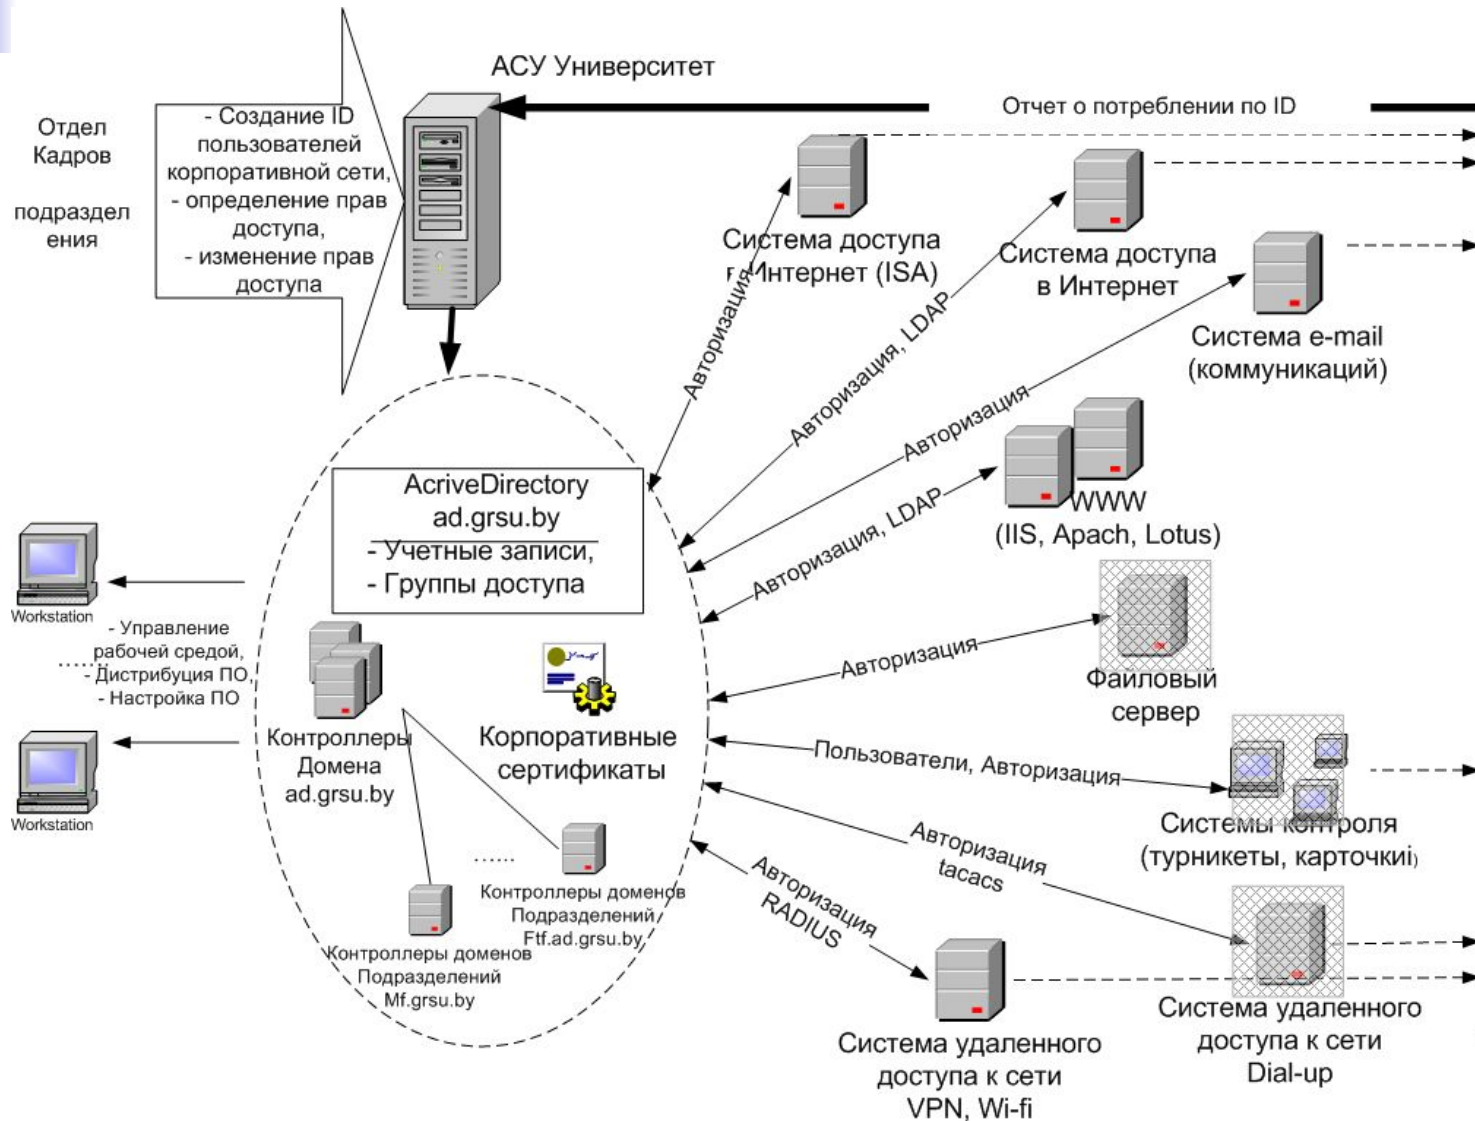 АСУ Университет
Отчет о потреблении по ID
Отдел
Кадров
подраздел
ения
- Создание ID
пользователей
корпоративной сети,
- определение прав
доступа,
- изменение прав
доступа
Система доступа
в Интернет (ISA)
Система доступа
в Интернет
Система e-mail
(коммуникаций)
Авторизация
Авторизация, LDAP
Авторизация
Авторизация, LDAP
WWW
(IIS, Apach, Lotus)
AcriveDirectory
ad.grsu.by
- Учетные записи,
- Группы доступа
Workstation
- Управление
рабочей средой,
......
- Дистрибуция ПО,
- Настройка ПО
Workstation
Контроллеры
Домена
ad.grsu.by
Корпоративные
сертификаты
......
Контроллеры доменов
Подразделений
Ftf.ad.grsu.by
Контроллеры доменов
Подразделений
Mf.grsu.by
Авторизация
Файловый
сервер
Пользователи, Авторизация
Системы контроля
(турникеты, карточкиi)
Авторизация
tacacs
Авторизация
RADIUS
Система удаленного
доступа к сети
Dial-up
Система удаленного
доступа к сети
VPN, Wi-fi